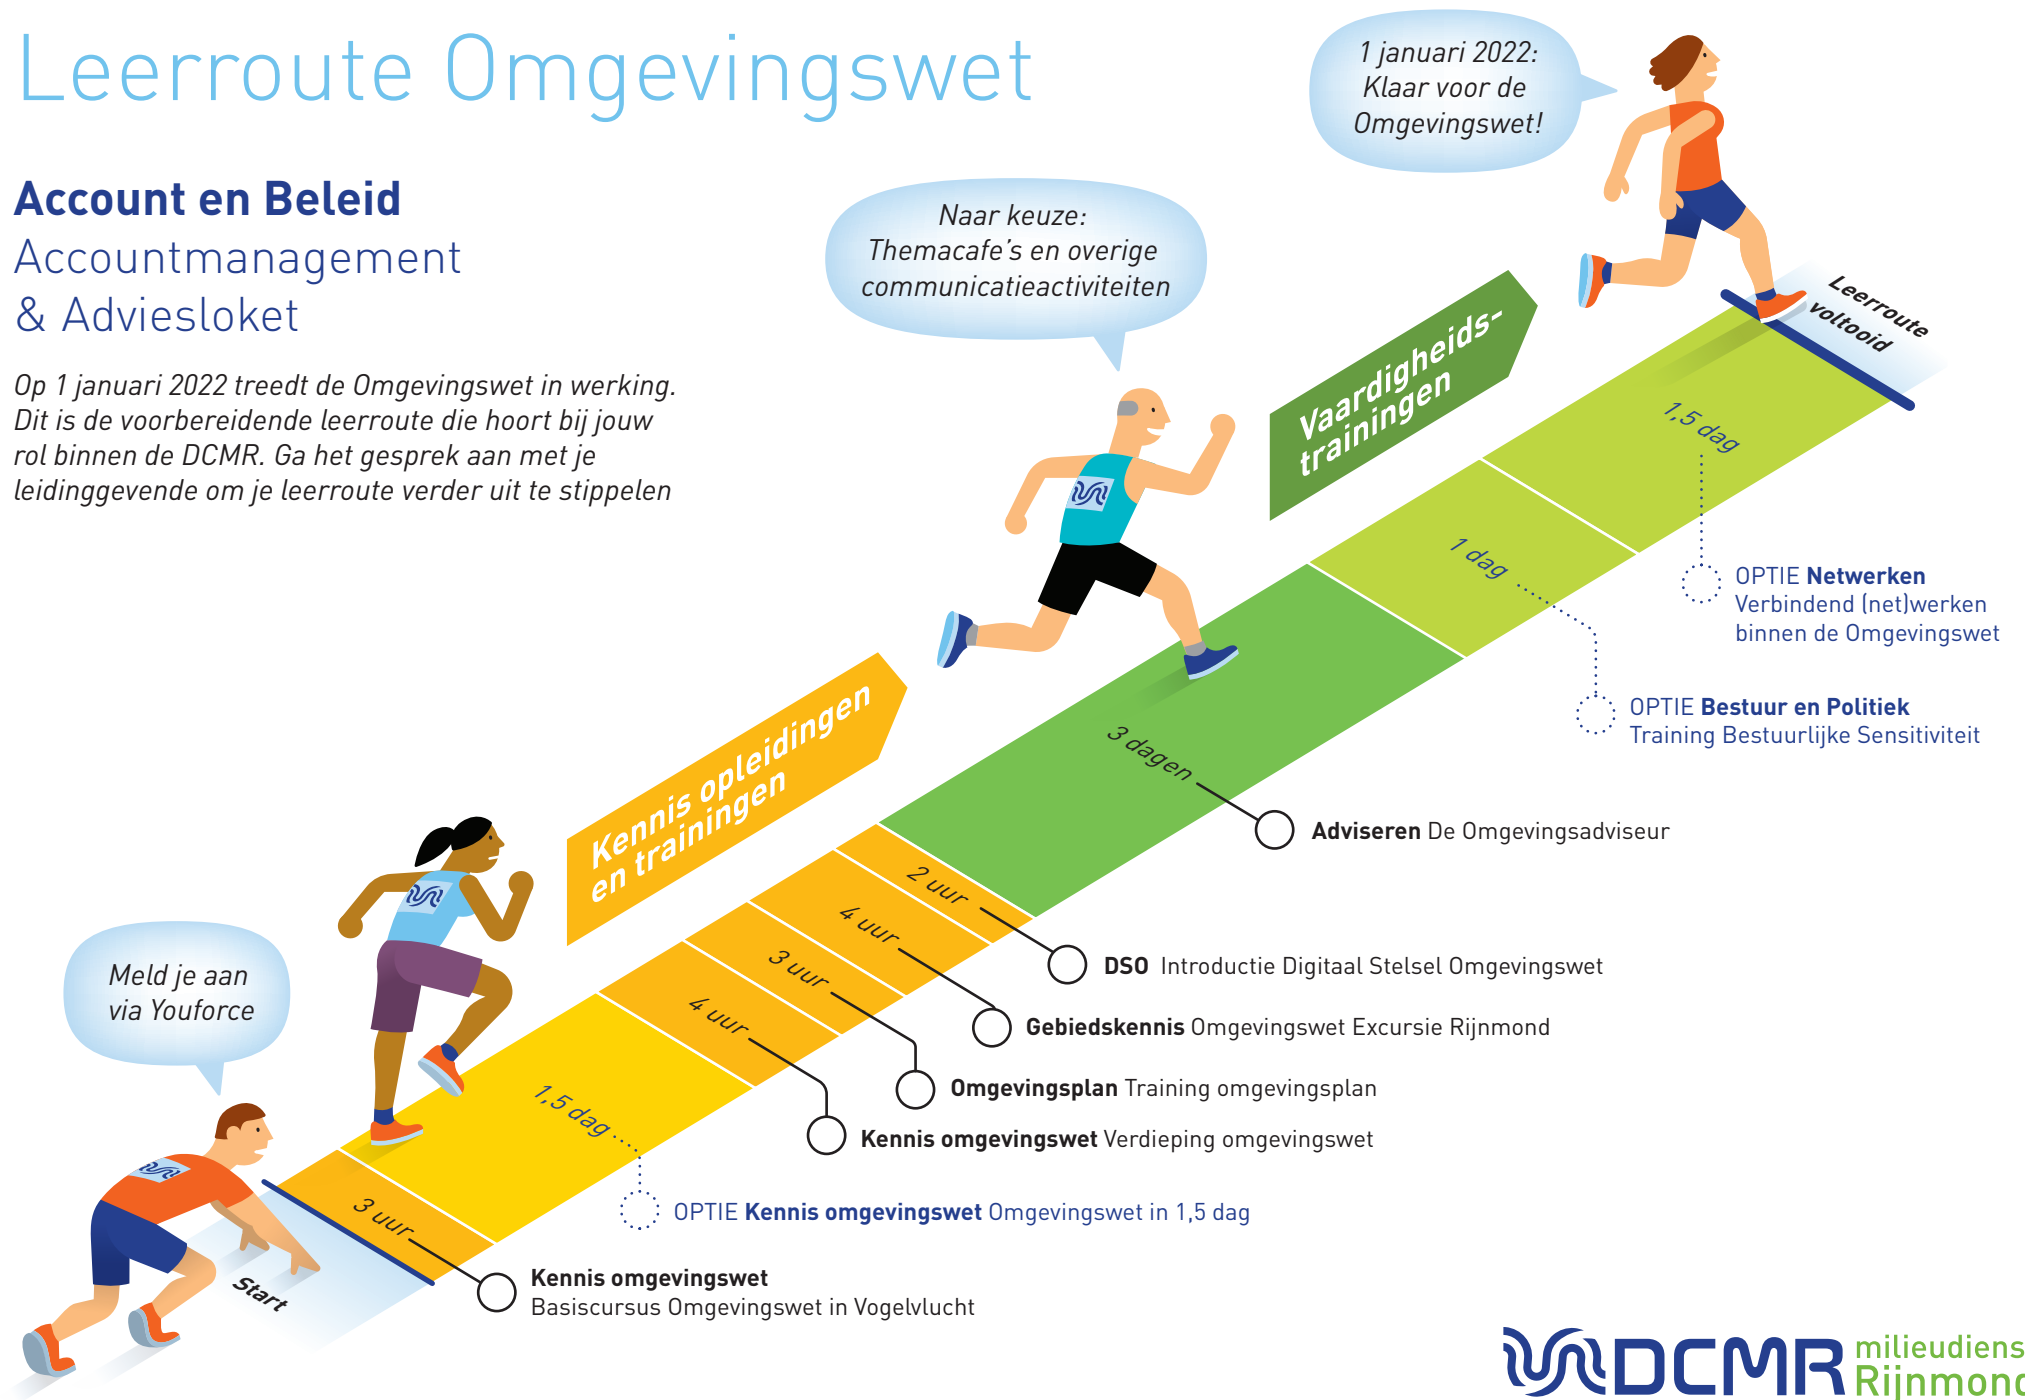 Leerroute Omgevingswet
Account en Beleid
Accountmanagement
& Adviesloket
Op 1 januari 2022 treedt de Omgevingswet in werking.
Dit is de voorbereidende leerroute die hoort bij jouw
rol binnen de DCMR. Ga het gesprek aan met je
leidinggevende om je leerroute verder uit te stippelen
1 januari 2022:
Klaar voor de
Omgevingswet!
Naar keuze:
Themacafe's en overige
communicatieactiviteiten
Leerroute
voltooid
Vaardigheids-
trainingen
1,5 dag
OPTIE Netwerken
Verbindend (net)werken
binnen de Omgevingswet
1 dag
OPTIE Bestuur en Politiek
Training Bestuurlijke Sensitiviteit
3 dagen
Adviseren De Omgevingsadviseur
Kennis opleidingen
en trainingen
2 uur
DSO Introductie Digitaal Stelsel Omgevingswet
4 uur
Gebiedskennis Omgevingswet Excursie Rijnmond
3 uur
Omgevingsplan Training omgevingsplan
4 uur
Kennis omgevingswet Verdieping omgevingswet
1,5 dag
OPTIE Kennis omgevingswet Omgevingswet in 1,5 dag
3 uur
Kennis omgevingswet
Basiscursus Omgevingswet in Vogelvlucht
Meld je aan
via Youforce
Start
DCMR
milieudiens
Rijnmond